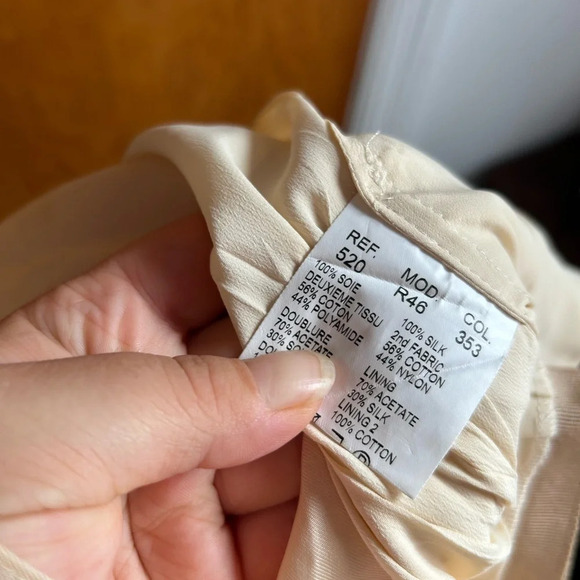 REF. MOD. COL.
520 R46 353
100% SOIE
DEUXIEME TISSU
56% COTON
44% POLYAMIDE
DOUBLURE
70% ACETATE
30%
100% SILK
2nd FABRIC
56% COTTON
44% NYLON
LINING
70% ACETATE
30% SILK
LINING 2
100% COTTON